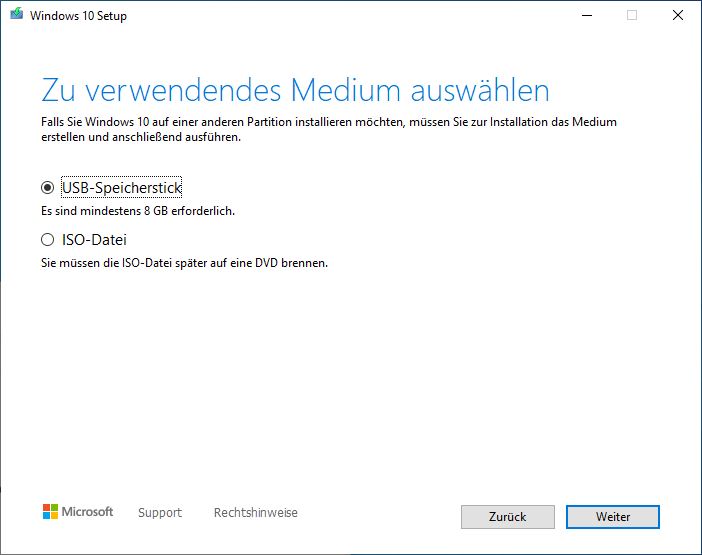 Windows 10 Setup
Zu verwendendes Medium auswählen
Falls Sie Windows 10 auf einer anderen Partition installieren möchten, müssen Sie zur Installation das Medium
erstellen und anschließend ausführen.
USB-Speicherstick
Es sind mindestens 8 GB erforderlich.
ISO-Datei
Sie müssen die ISO-Datei später auf eine DVD brennen.
Microsoft Support Rechtshinweise Zurück Weiter